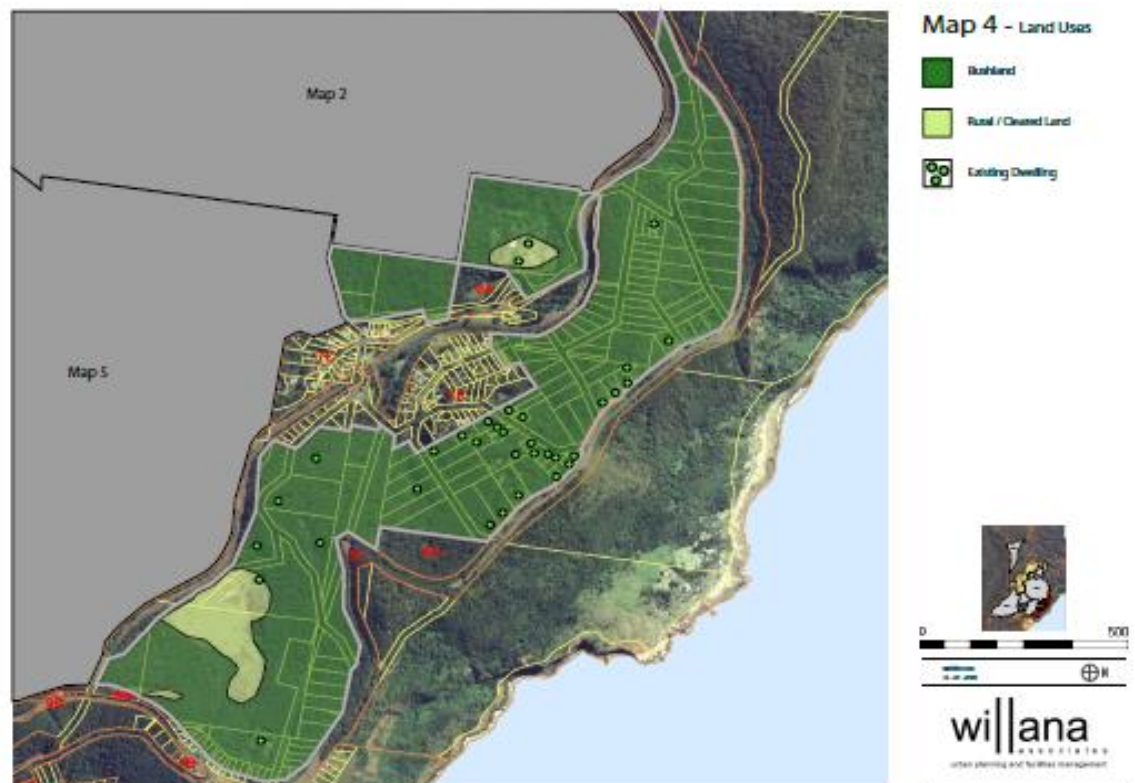 Map 4 - Land Uses
Bushland
Rural / Cleared Land
Existing Dwelling
Map 2
Map 5
0 500
N
willana
associates
urban planning and facilities management